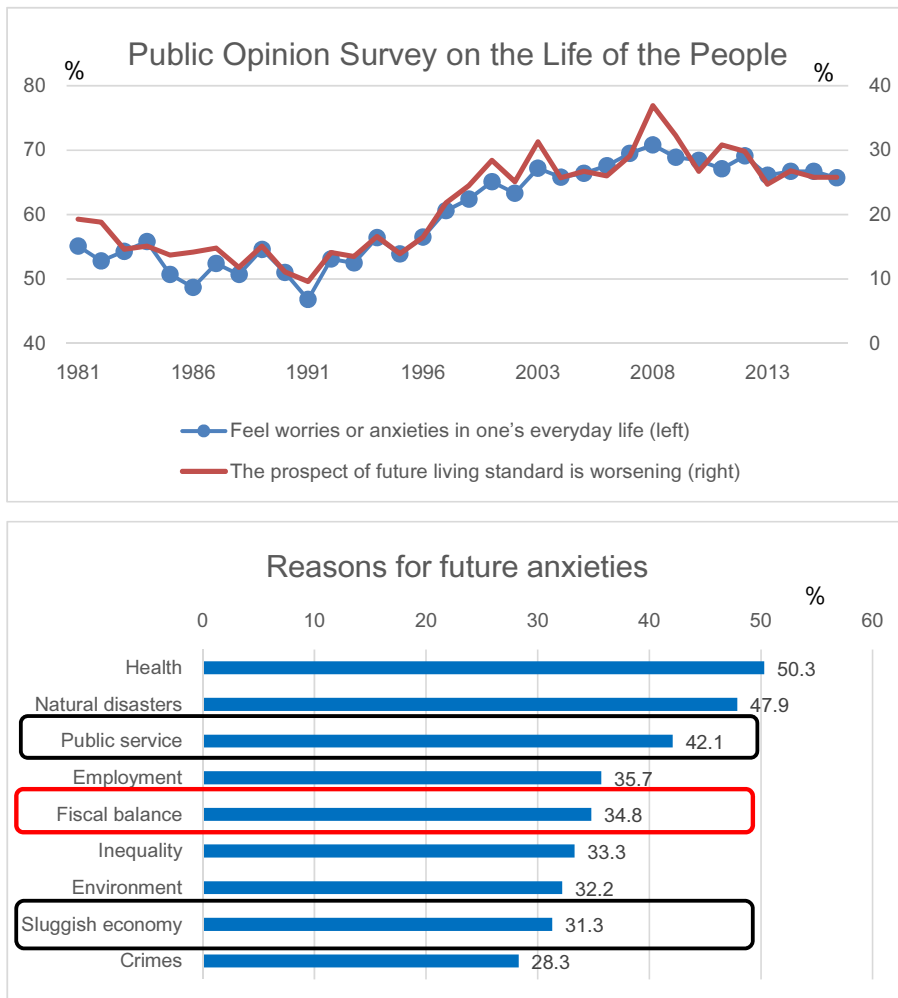 Public Opinion Survey on the Life of the People
% %
80 40
70 30
60 20
50 10
40 0
1981 1986 1991 1996 2003 2008 2013
Feel worries or anxieties in one's everyday life (left)
The prospect of future living standard is worsening (right)
Reasons for future anxieties
%
0 10 20 30 40 50 60
Health 50.3
Natural disasters 47.9
Public service 42.1
Employment 35.7
Fiscal balance 34.8
Inequality 33.3
Environment 32.2
Sluggish economy 31.3
Crimes 28.3